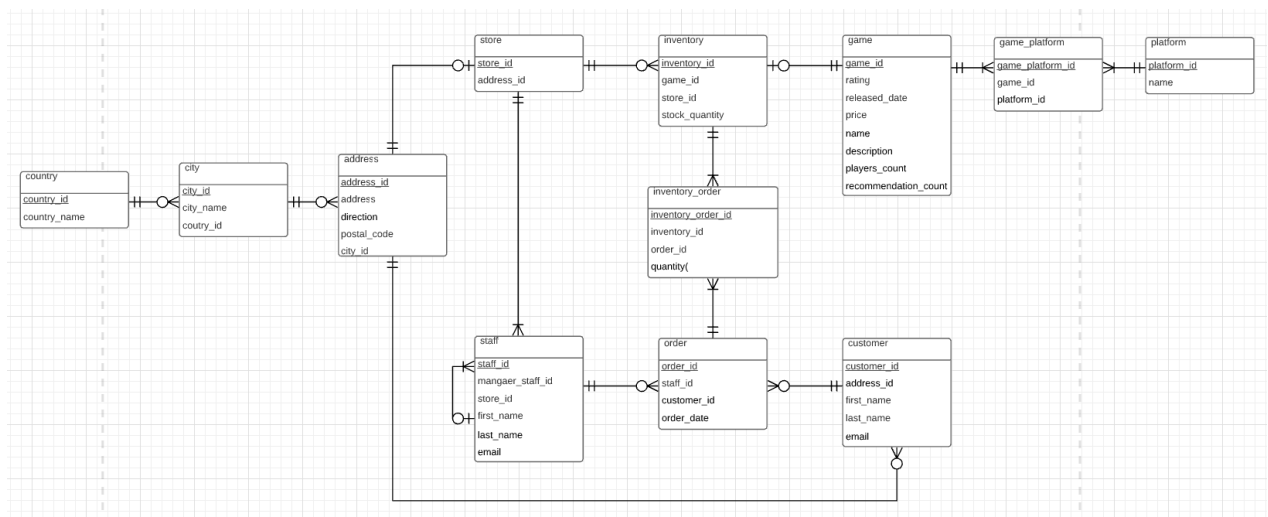 store
store_id
address_id
inventory
inventory_id
game_id
store_id
stock_quantity
game
game_id
rating
released_date
price
name
description
players_count
recommendation_count
game_platform
game_platform_id
game_id
platform_id
platform
platform_id
name
country
country_id
country_name
city
city_id
city_name
coutry_id
address
address_id
address
direction
postal_code
city_id
inventory_order
inventory_order_id
inventory_id
order_id
quantity(
staff
staff_id
mangaer_staff_id
store_id
first_name
last_name
email
order
order_id
staff_id
customer_id
order_date
customer
customer_id
address_id
first_name
last_name
email